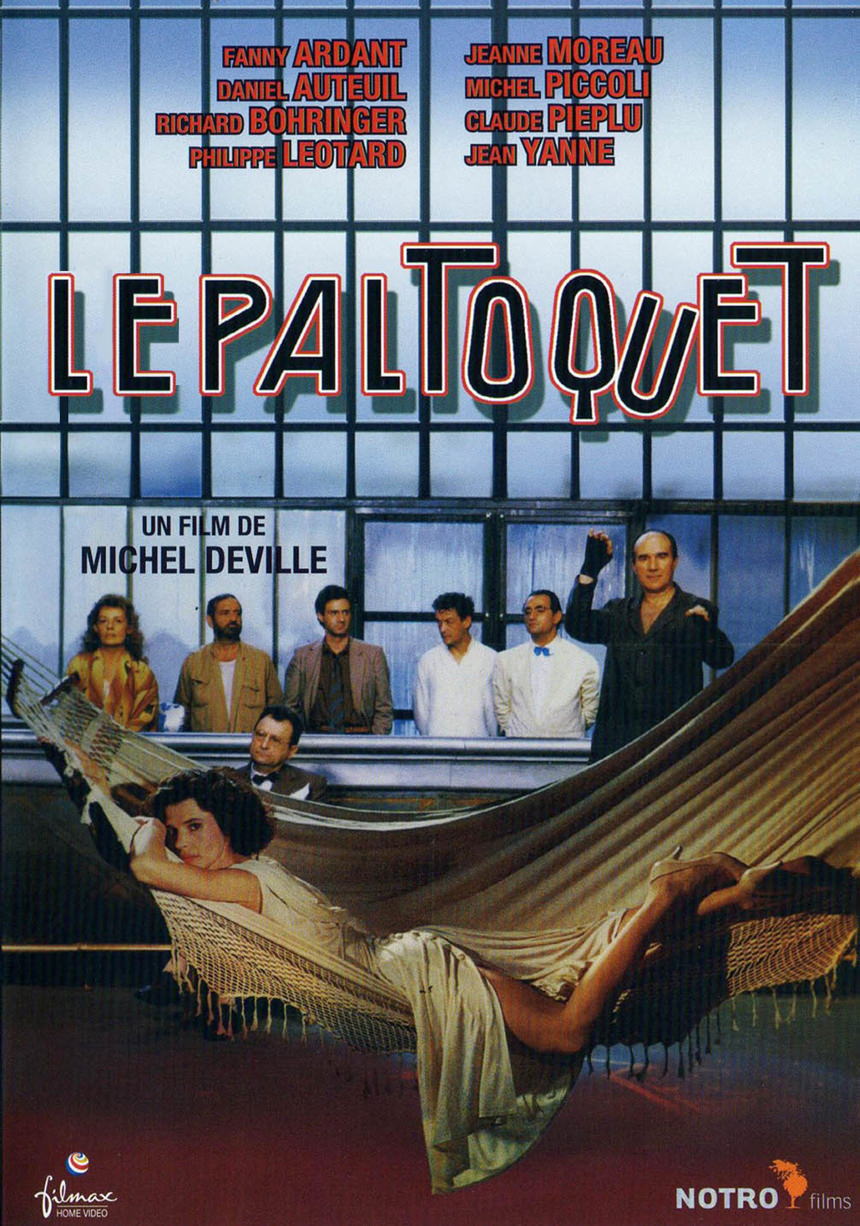 FANNY ARDANT
DANIEL AUTEUIL
RICHARD BOHRINGER
PHILIPPE LEOTARD
JEANNE MOREAU
MICHEL PICCOLI
CLAUDE PIEPLU
JEAN YANNE
LE PALTOQUET
UN FILM DE
MICHEL DEVILLE
filmax
HOME VIDEO
NOTRO films